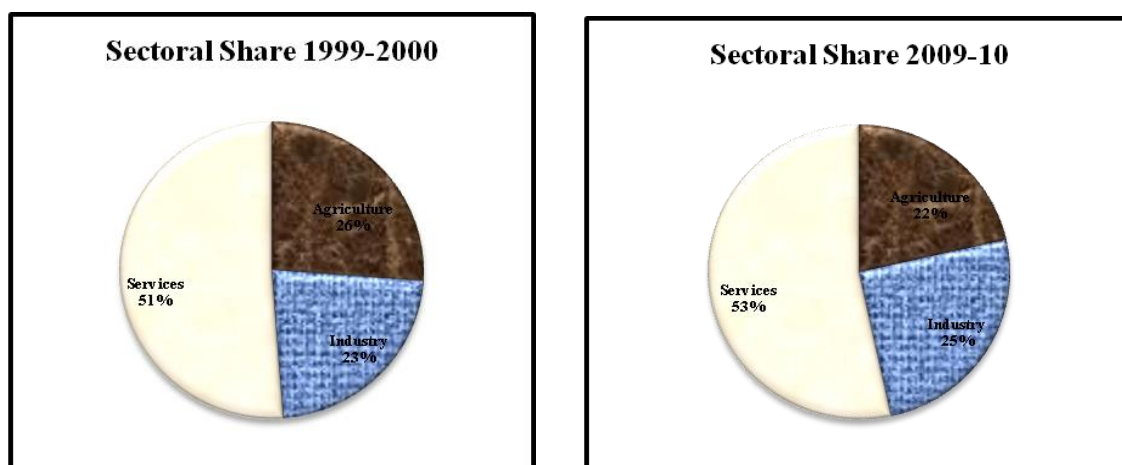 Sectoral Share 1999-2000
Agriculture
26%
Services
51%
Industry
23%
Sectoral Share 2009-10
Agriculture
22%
Services
53%
Industry
25%